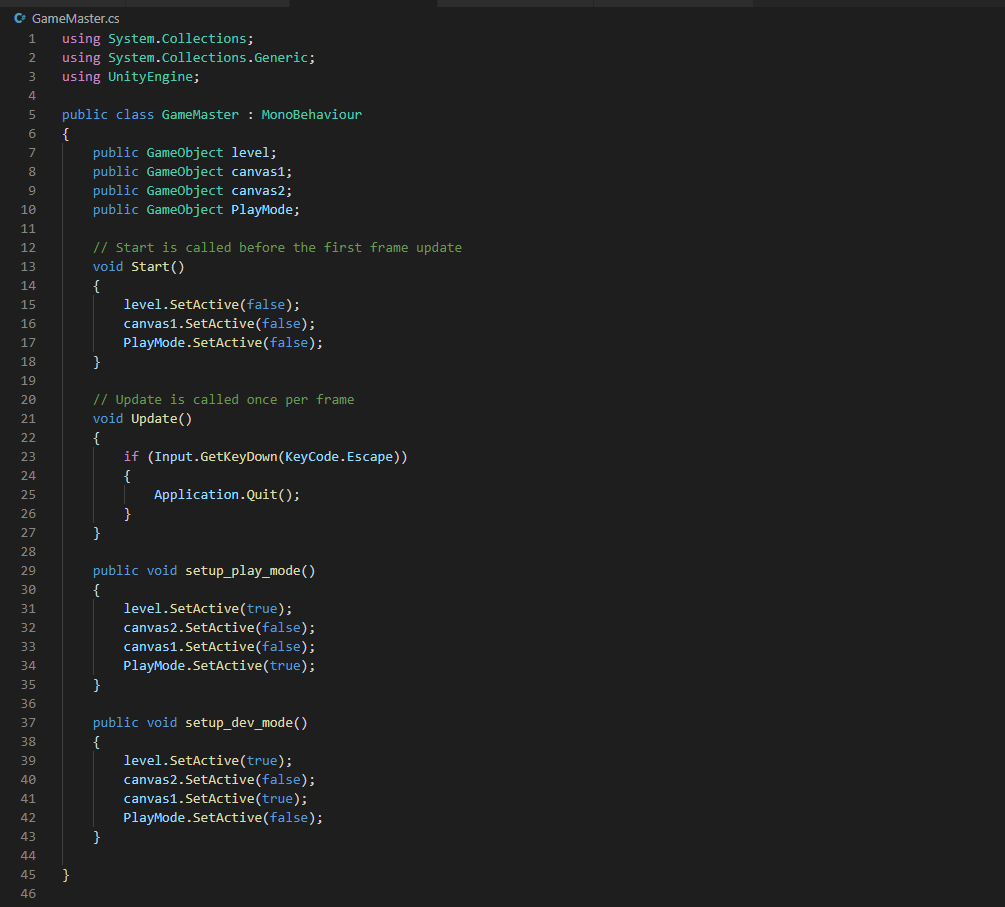 GameMaster.cs
1 using System.Collections;
2 using System.Collections.Generic;
3 using UnityEngine;
4
5 public class GameMaster : MonoBehaviour
6 {
7     public GameObject level;
8     public GameObject canvas1;
9     public GameObject canvas2;
10     public GameObject PlayMode;
11
12     // Start is called before the first frame update
13     void Start()
14     {
15         level.SetActive(false);
16         canvas1.SetActive(false);
17         PlayMode.SetActive(false);
18     }
19
20     // Update is called once per frame
21     void Update()
22     {
23         if (Input.GetKeyDown(KeyCode.Escape))
24         {
25             Application.Quit();
26         }
27     }
28
29     public void setup_play_mode()
30     {
31         level.SetActive(true);
32         canvas2.SetActive(false);
33         canvas1.SetActive(false);
34         PlayMode.SetActive(true);
35     }
36
37     public void setup_dev_mode()
38     {
39         level.SetActive(true);
40         canvas2.SetActive(false);
41         canvas1.SetActive(true);
42         PlayMode.SetActive(false);
43     }
44
45 }
46